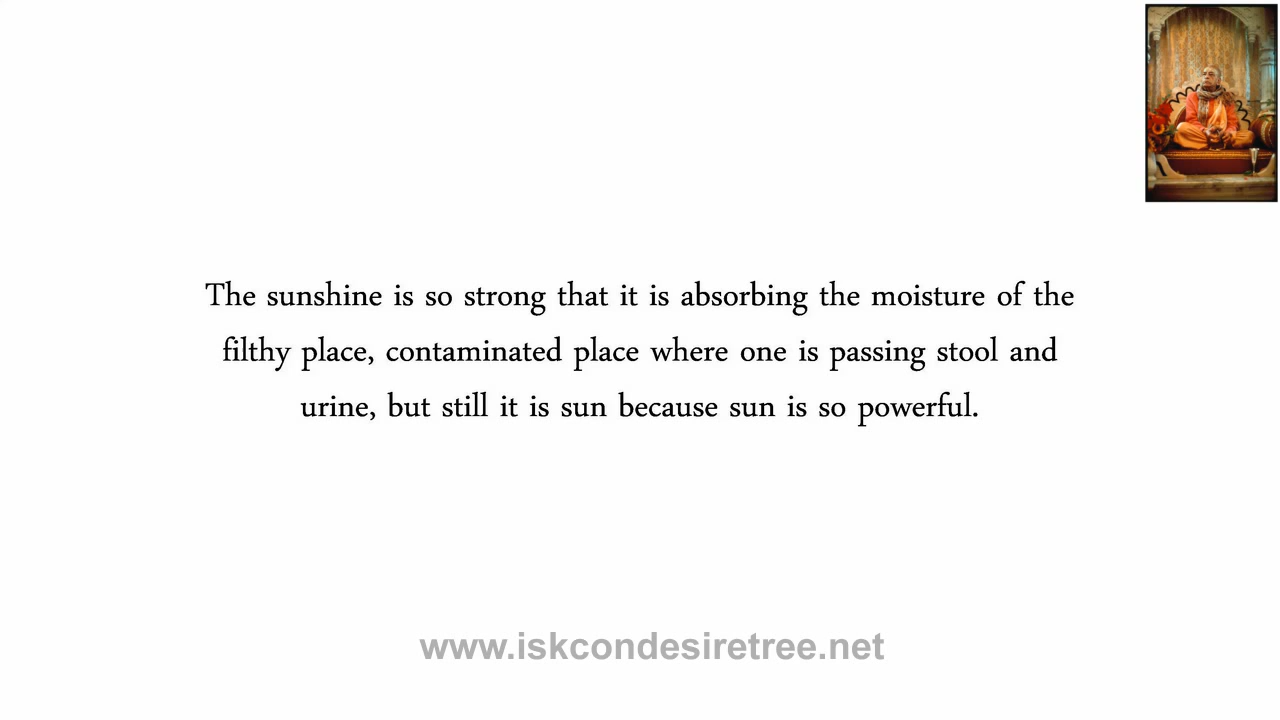 The sunshine is so strong that it is absorbing the moisture of the
filthy place, contaminated place where one is passing stool and
urine, but still it is sun because sun is so powerful.
www.iskcondesiretree.net